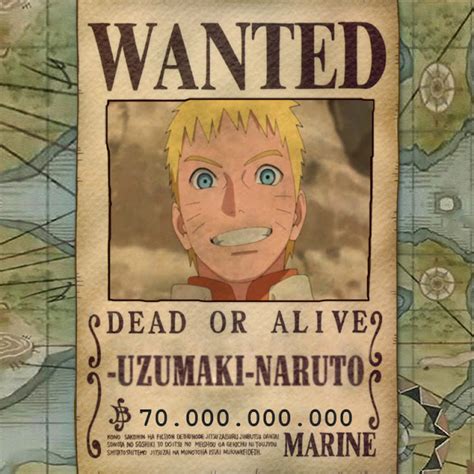 WANTED
DEAD OR ALIVE
-UZUMAKI-NARUTO
70.000.000.000
MARINE